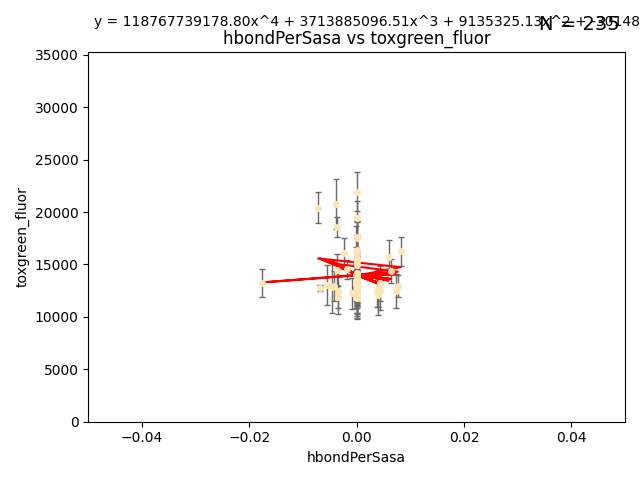 y = 118767739178.80x^4 + 3713885096.51x^3 + 9135325.13x^2 +
N = 235
hbondPerSasa vs toxgreen_fluor
35000
30000
25000
20000
15000
10000
5000
0
toxgreen_fluor
−0.04
−0.02
0.00
0.02
0.04
hbondPerSasa